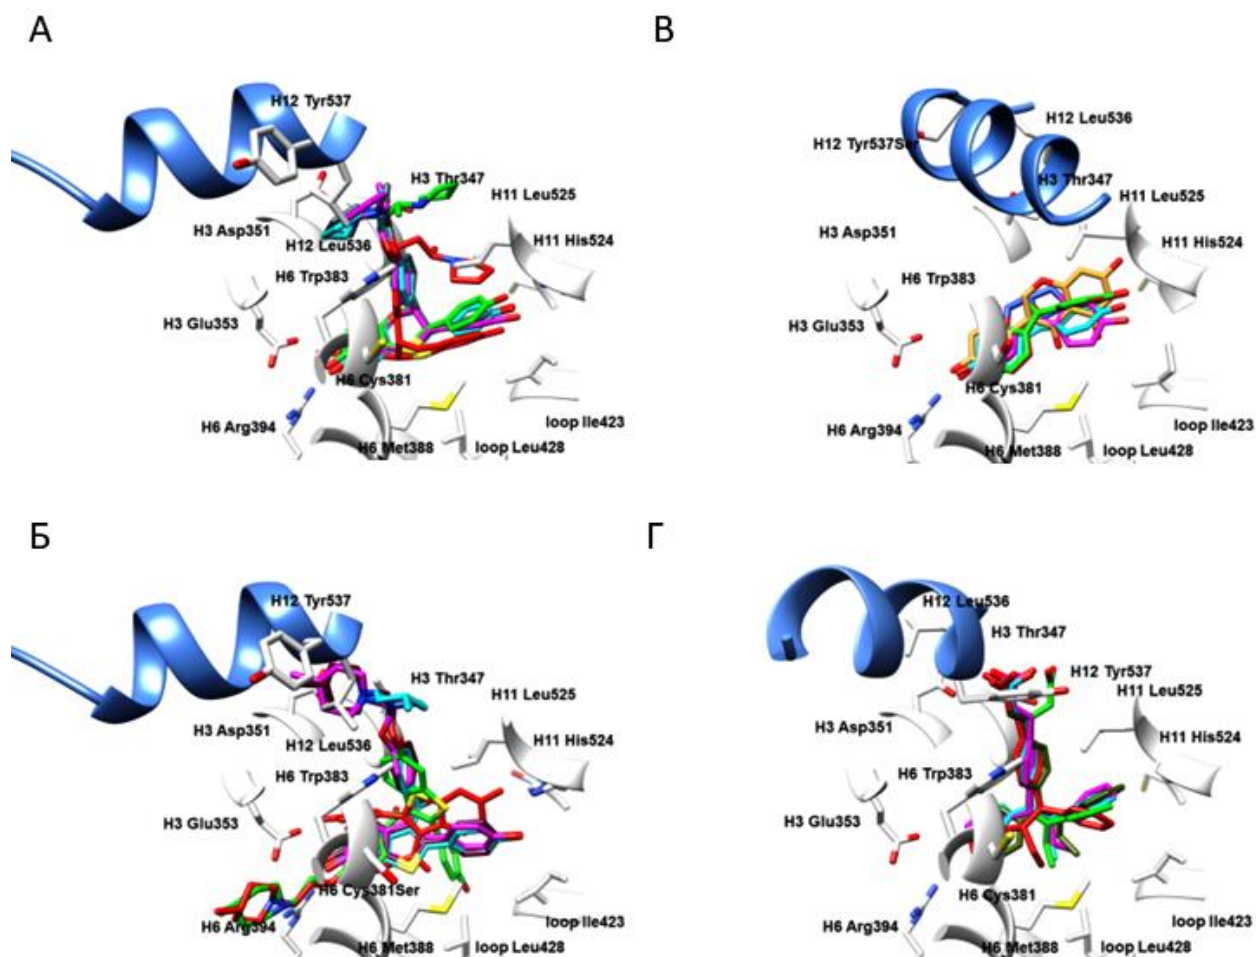 А
H12 Tyr537
H3 Thr347
H11 Leu525
H3 Asp351
H12 Leu536
H11 His524
H6 Trp383
H3 Glu353
H6 Cys381
H6 Arg394
loop Ile423
H6 Met388
loop Leu428
В
H12 Leu536
H12 Tyr537Ser
H3 Thr347
H11 Leu525
H3 Asp351
H11 His524
H6 Trp383
H3 Glu353
H6 Cys381
H6 Arg394
loop Ile423
H6 Met388
loop Leu428
Б
H12 Tyr537
H3 Thr347
H11 Leu525
H3 Asp351
H12 Leu536
H11 His524
H6 Trp383
H3 Glu353
H6 Cys381Ser
H6 Arg394
loop Ile423
H6 Met388
loop Leu428
Г
H12 Leu536
H3 Thr347
H12 Tyr537
H11 Leu525
H3 Asp351
H11 His524
H6 Trp383
H3 Glu353
H6 Cys381
H6 Arg394
loop Ile423
H6 Met388
loop Leu428